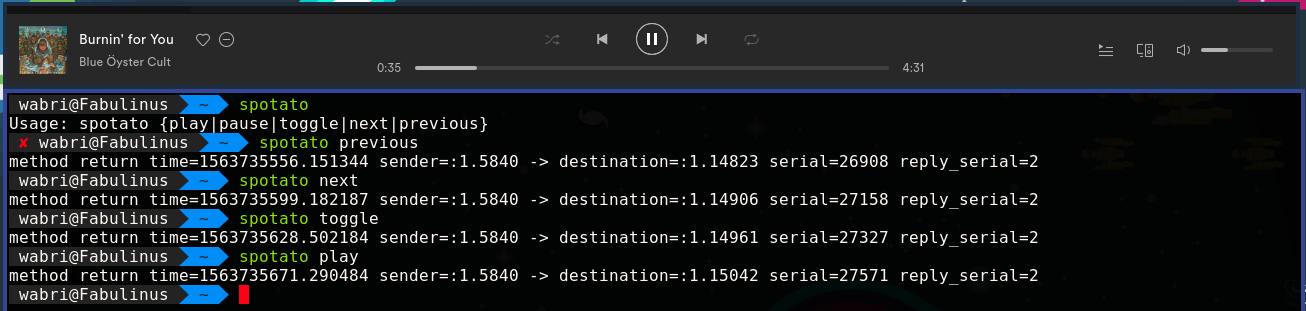 Burnin' for You
Blue Öyster Cult
0:35
4:31
wabri@Fabulinus ~ spotato
Usage: spotato {play|pause|toggle|next|previous}
✘ wabri@Fabulinus ~ spotato previous
method return time=1563735556.151344 sender=:1.5840 -> destination=:1.14823 serial=26908 reply_serial=2
wabri@Fabulinus ~ spotato next
method return time=1563735599.182187 sender=:1.5840 -> destination=:1.14906 serial=27158 reply_serial=2
wabri@Fabulinus ~ spotato toggle
method return time=1563735628.502184 sender=:1.5840 -> destination=:1.14961 serial=27327 reply_serial=2
wabri@Fabulinus ~ spotato play
method return time=1563735671.290484 sender=:1.5840 -> destination=:1.15042 serial=27571 reply_serial=2
wabri@Fabulinus ~